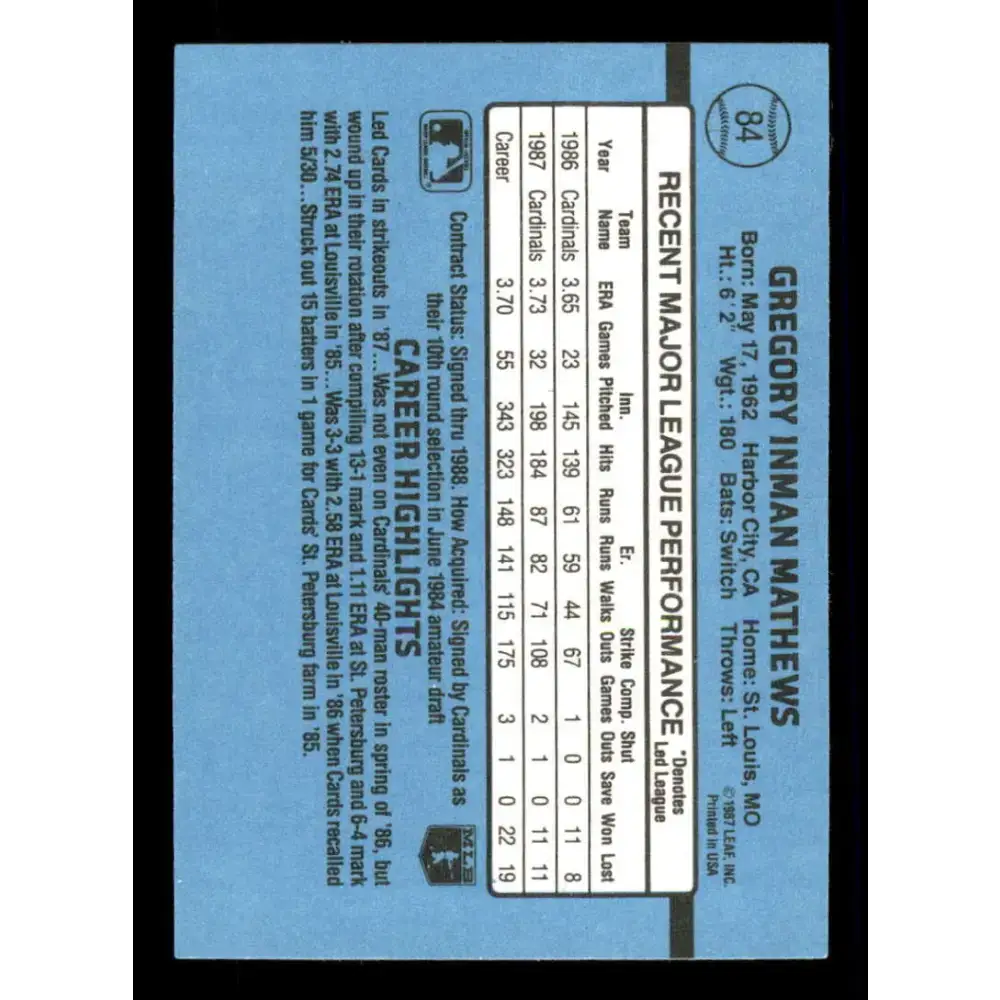 84
GREGORY INMAN MATHEWS
Born: May 17, 1962 Harbor City, CA Home: St. Louis, MO
Ht.: 6'2" Wgt.: 180 Bats: Switch Throws: Left
©1987 LEAF, INC.
Printed in USA
RECENT MAJOR LEAGUE PERFORMANCE *Denotes
Led League
Team Inn. Er. Strike Comp. Shut
Year Name ERA Games Pitched Hits Runs Runs Walks Outs Games Outs Save Won Lost
1986 Cardinals 3.65 23 145 139 61 59 44 67 1 0 0 11 8
1987 Cardinals 3.73 32 198 184 87 82 71 108 2 1 0 11 11
Career 3.70 55 343 323 148 141 115 175 3 1 0 22 19
Contract Status: Signed thru 1988. How Acquired: Signed by Cardinals as
their 10th round selection in June 1984 amateur draft
MLB
CAREER HIGHLIGHTS
Led Cards in strikeouts in '87...Was not even on Cardinals' 40-man roster in spring of '86, but
wound up in their rotation after compiling 13-1 mark and 1.11 ERA at St. Petersburg and 6-4 mark
with 2.74 ERA at Louisville in '85...Was 3-3 with 2.58 ERA at Louisville in '86 when Cards recalled
him 5/30...Struck out 15 batters in 1 game for Cards' St. Petersburg farm in '85.